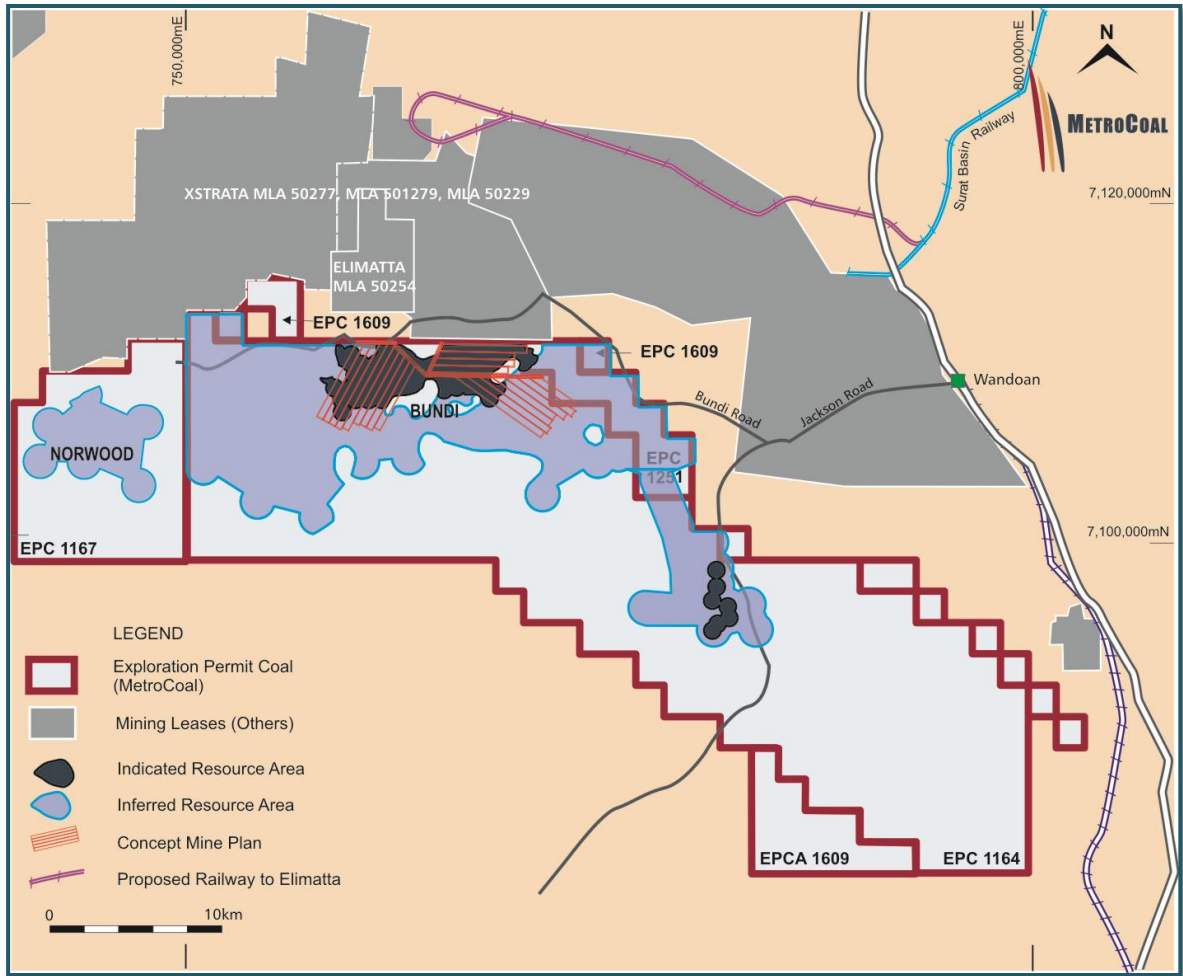 750,000mE
800,000mE
N
METROCOAL
Surat Basin Railway
XSTRATA MLA 50277, MLA 501279, MLA 50229
7,120,000mN
ELIMATTA
MLA 50254
EPC 1609
EPC 1609
Wandoan
Bundi Road
Jackson Road
BUNDI
NORWOOD
EPC
1251
7,100,000mN
EPC 1167
LEGEND
Exploration Permit Coal
(MetroCoal)
Mining Leases (Others)
Indicated Resource Area
Inferred Resource Area
Concept Mine Plan
Proposed Railway to Elimatta
EPCA 1609
EPC 1164
0
10km